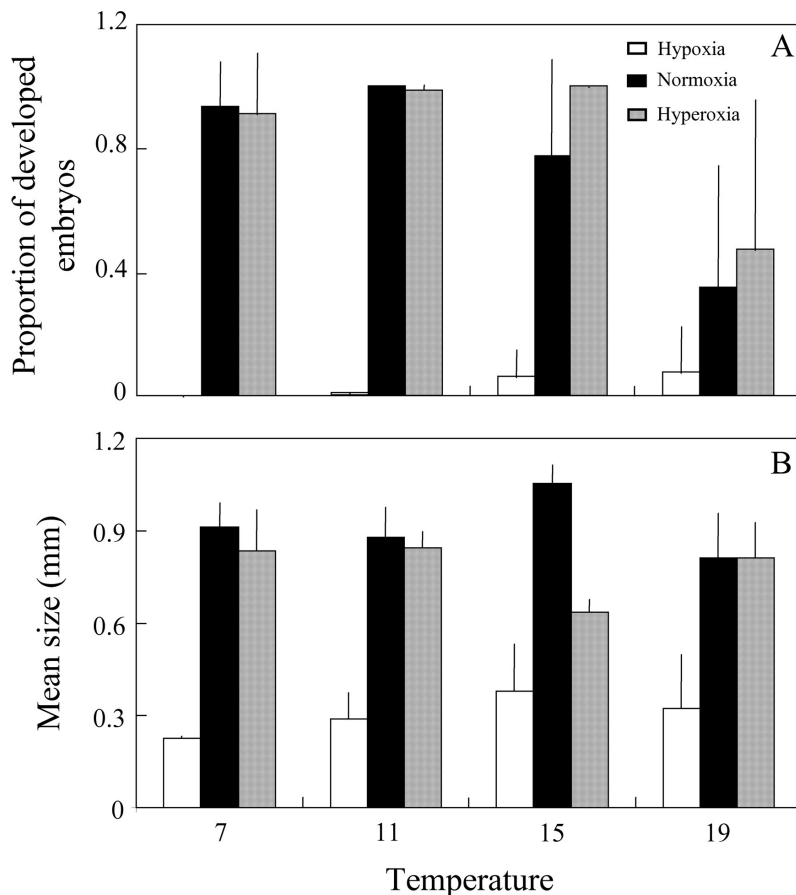 1.2
A
Hypoxia
Normoxia
Hyperoxia
0.8
0.4
0
Proportion of developed
embryos
1.2
B
0.9
0.6
0.3
0
Mean size (mm)
7 11 15 19
Temperature